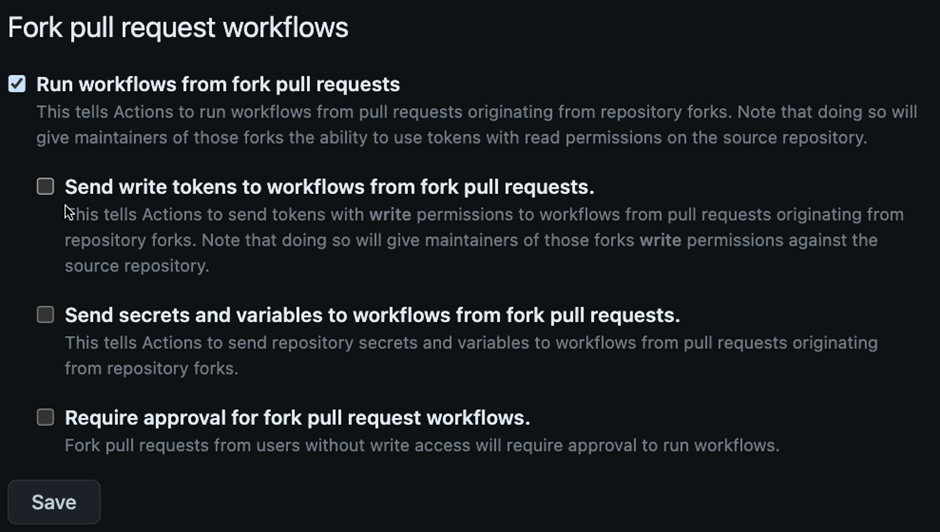 Fork pull request workflows
Run workflows from fork pull requests
This tells Actions to run workflows from pull requests originating from repository forks. Note that doing so will
give maintainers of those forks the ability to use tokens with read permissions on the source repository.
Send write tokens to workflows from fork pull requests.
This tells Actions to send tokens with write permissions to workflows from pull requests originating from
repository forks. Note that doing so will give maintainers of those forks write permissions against the
source repository.
Send secrets and variables to workflows from fork pull requests.
This tells Actions to send repository secrets and variables to workflows from pull requests originating
from repository forks.
Require approval for fork pull request workflows.
Fork pull requests from users without write access will require approval to run workflows.
Save